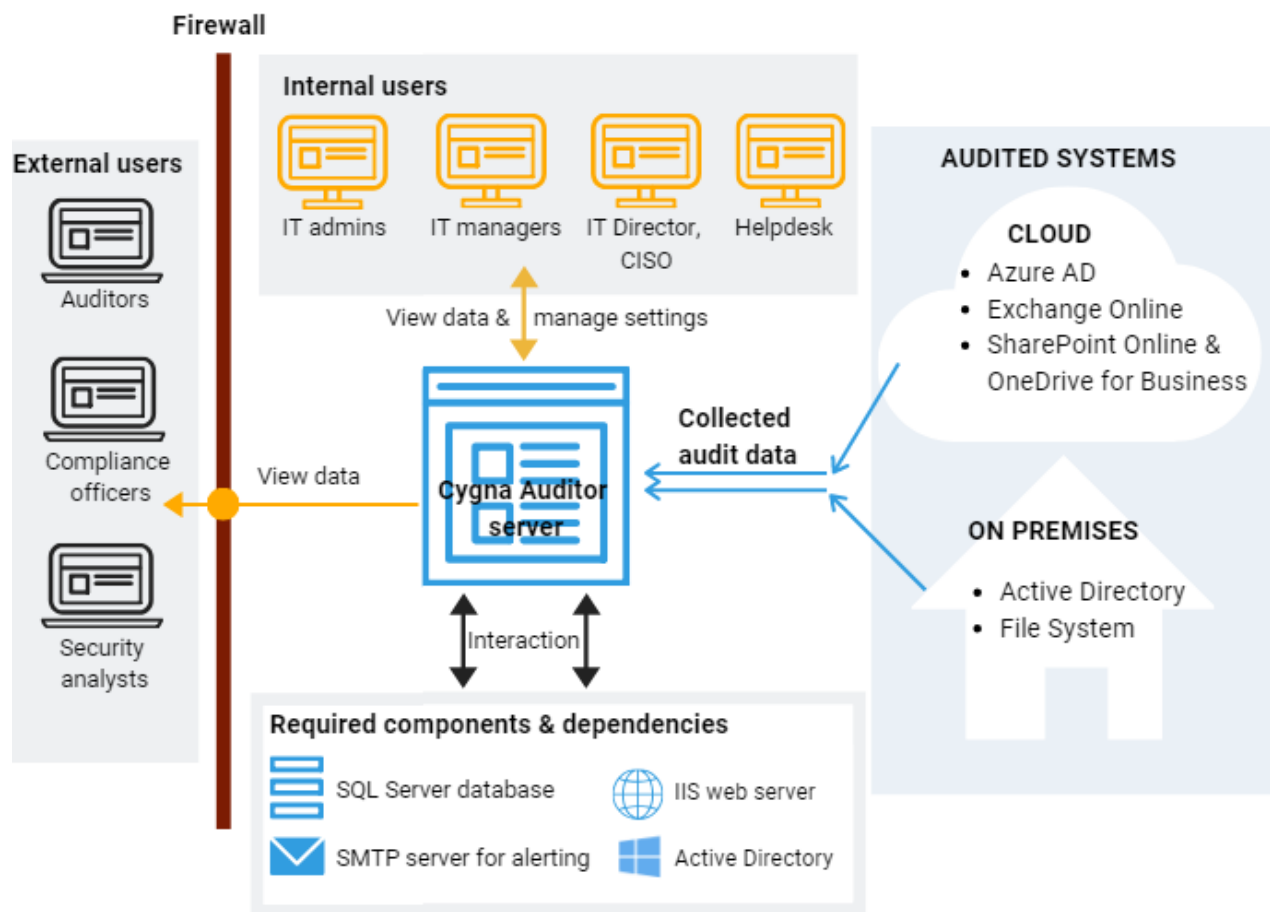 Firewall
Internal users
IT admins
IT managers
IT Director,
CISO
Helpdesk
External users
Auditors
Compliance
officers
Security
analysts
View data & manage settings
View data
Cygna Auditor
server
Collected
audit data
AUDITED SYSTEMS
CLOUD
• Azure AD
• Exchange Online
• SharePoint Online &
OneDrive for Business
ON PREMISES
• Active Directory
• File System
Interaction
Required components & dependencies
SQL Server database
IIS web server
SMTP server for alerting
Active Directory